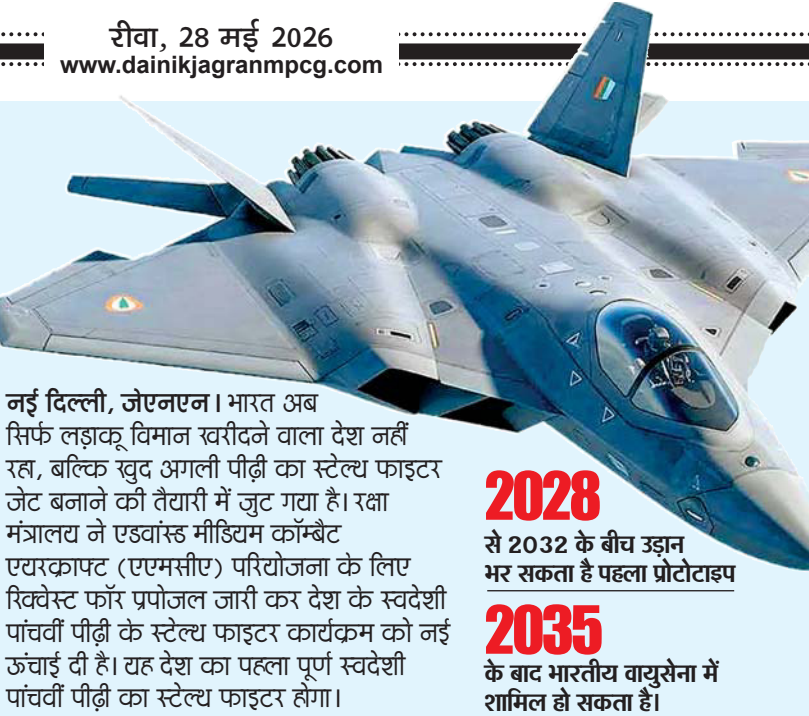 रीवा, 28 मई 2026
www.dainikjagranmpcg.com
नई दिल्ली, जेएनएन। भारत अब
सिर्फ लड़ाकू विमान खरीदने वाला देश नहीं
रहा, बल्कि खुद अगली पीढ़ी का स्टेल्थ फाइटर
जेट बनाने की तैयारी में जुट गया है। रक्षा
मंत्रालय ने एडवांस्ड मीडियम कॉम्बैट
एयरक्राफ्ट (एएमसीए) परियोजना के लिए
रिक्वेस्ट फॉर प्रपोजल जारी कर देश के स्वदेशी
पांचवीं पीढ़ी के स्टेल्थ फाइटर कार्यक्रम को नई
ऊंचाई दी है। यह देश का पहला पूर्ण स्वदेशी
पांचवीं पीढ़ी का स्टेल्थ फाइटर होगा।
2028
से 2032 के बीच उड़ान
भर सकता है पहला प्रोटोटाइप
2035
के बाद भारतीय वायुसेना में
शामिल हो सकता है।